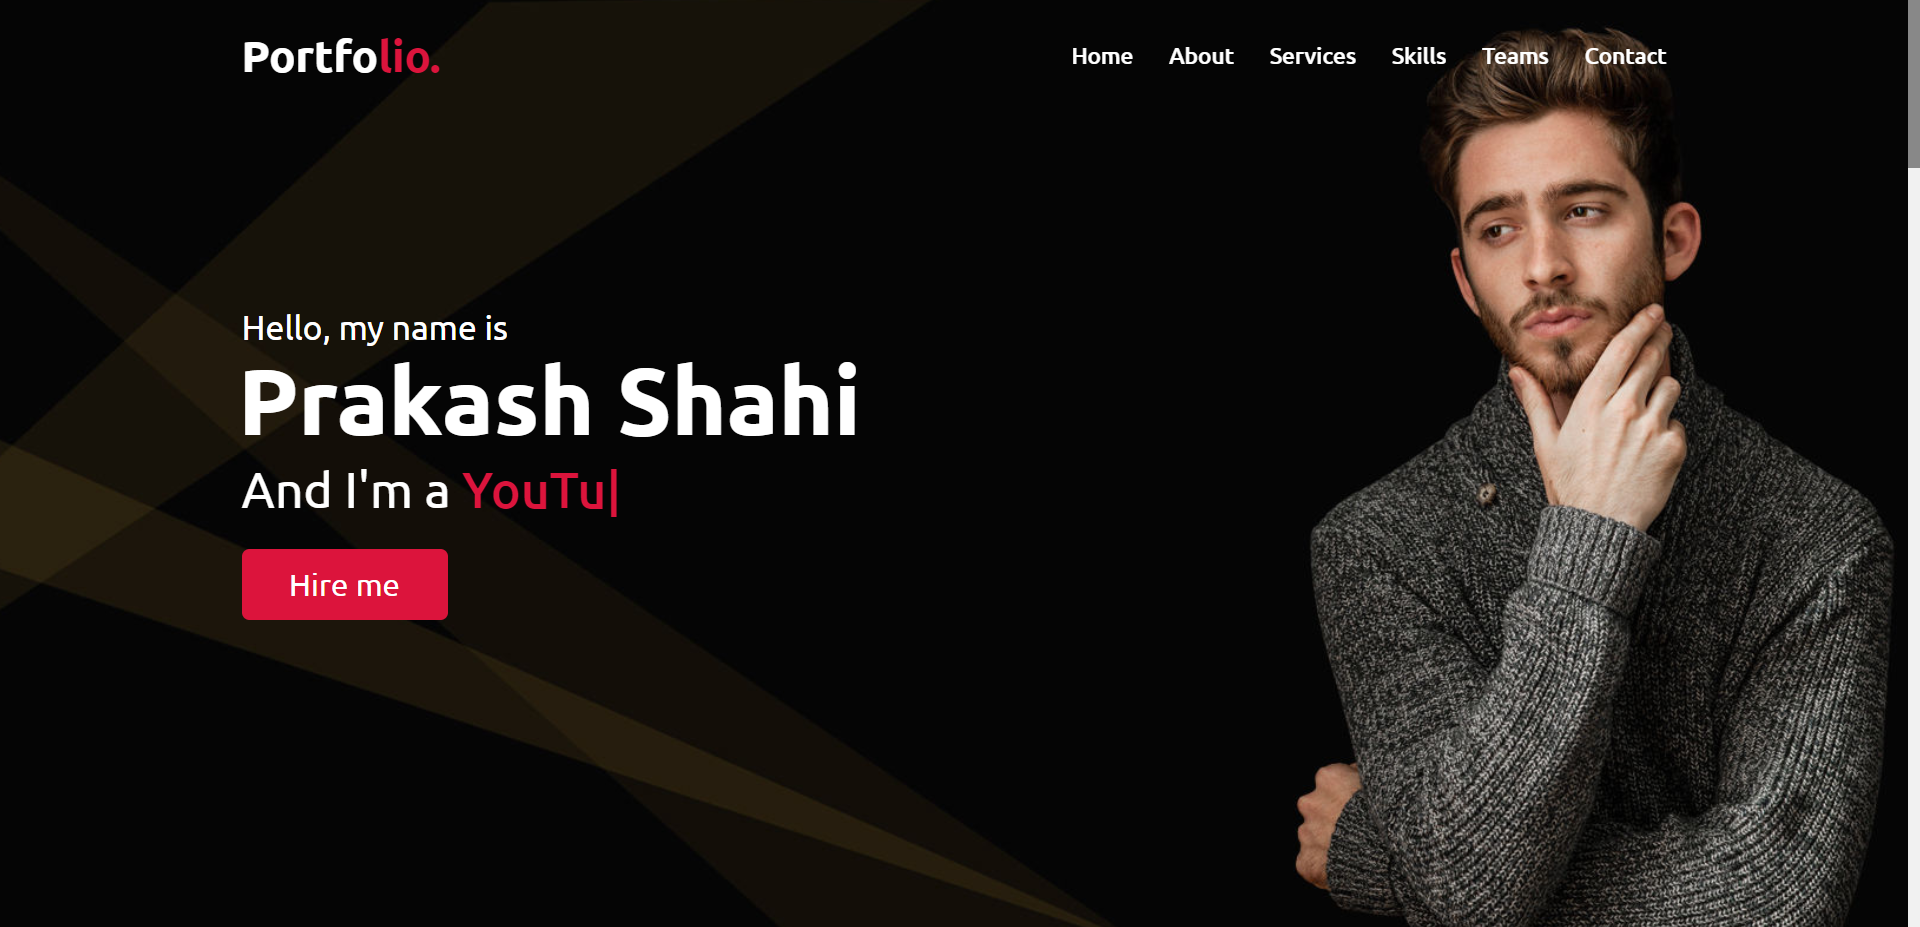 Portfolio.
Home About Services Skills Teams Contact
Hello, my name is
Prakash Shahi
And I'm a YouTu|
Hire me